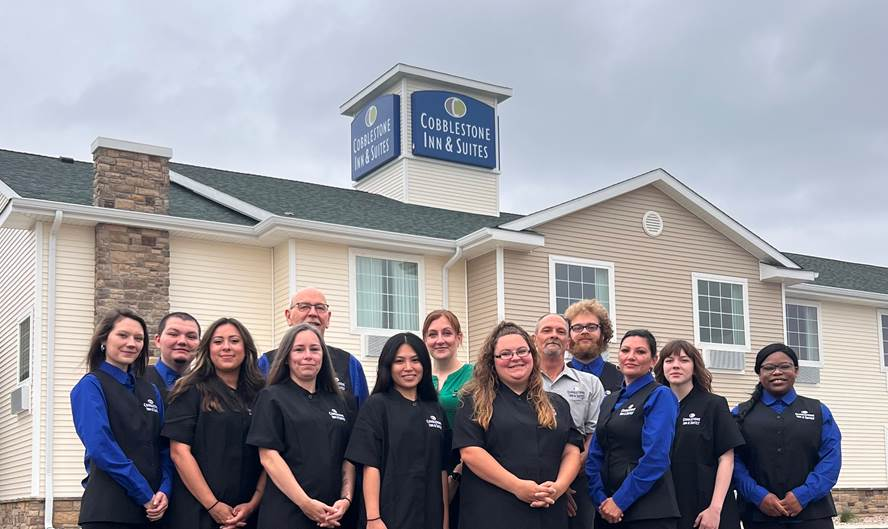 COBBLESTONE
INN & SUITES
COBBLESTONE
INN & SUITES